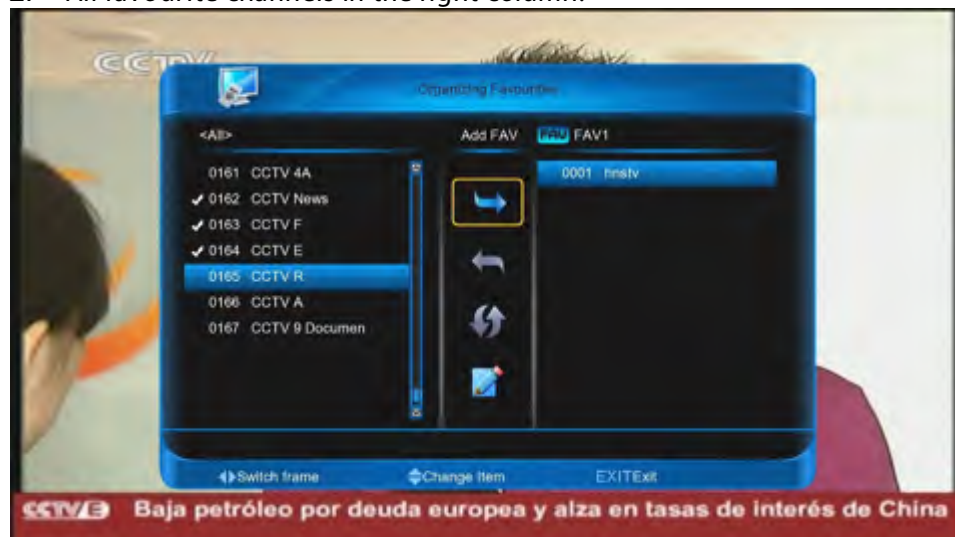 2. All favourite channels in the right column.
CCTV
Organizing Favourites
<All>
Add FAV
FAV FAV1
0161 CCTV 4A
0162 CCTV News
0163 CCTV F
0164 CCTV E
0165 CCTV R
0166 CCTV A
0167 CCTV 9 Documen
0001 hnstv
Switch frame
Change Item
EXITExit
CCTV E
Baja petróleo por deuda europea y alza en tasas de interés de China